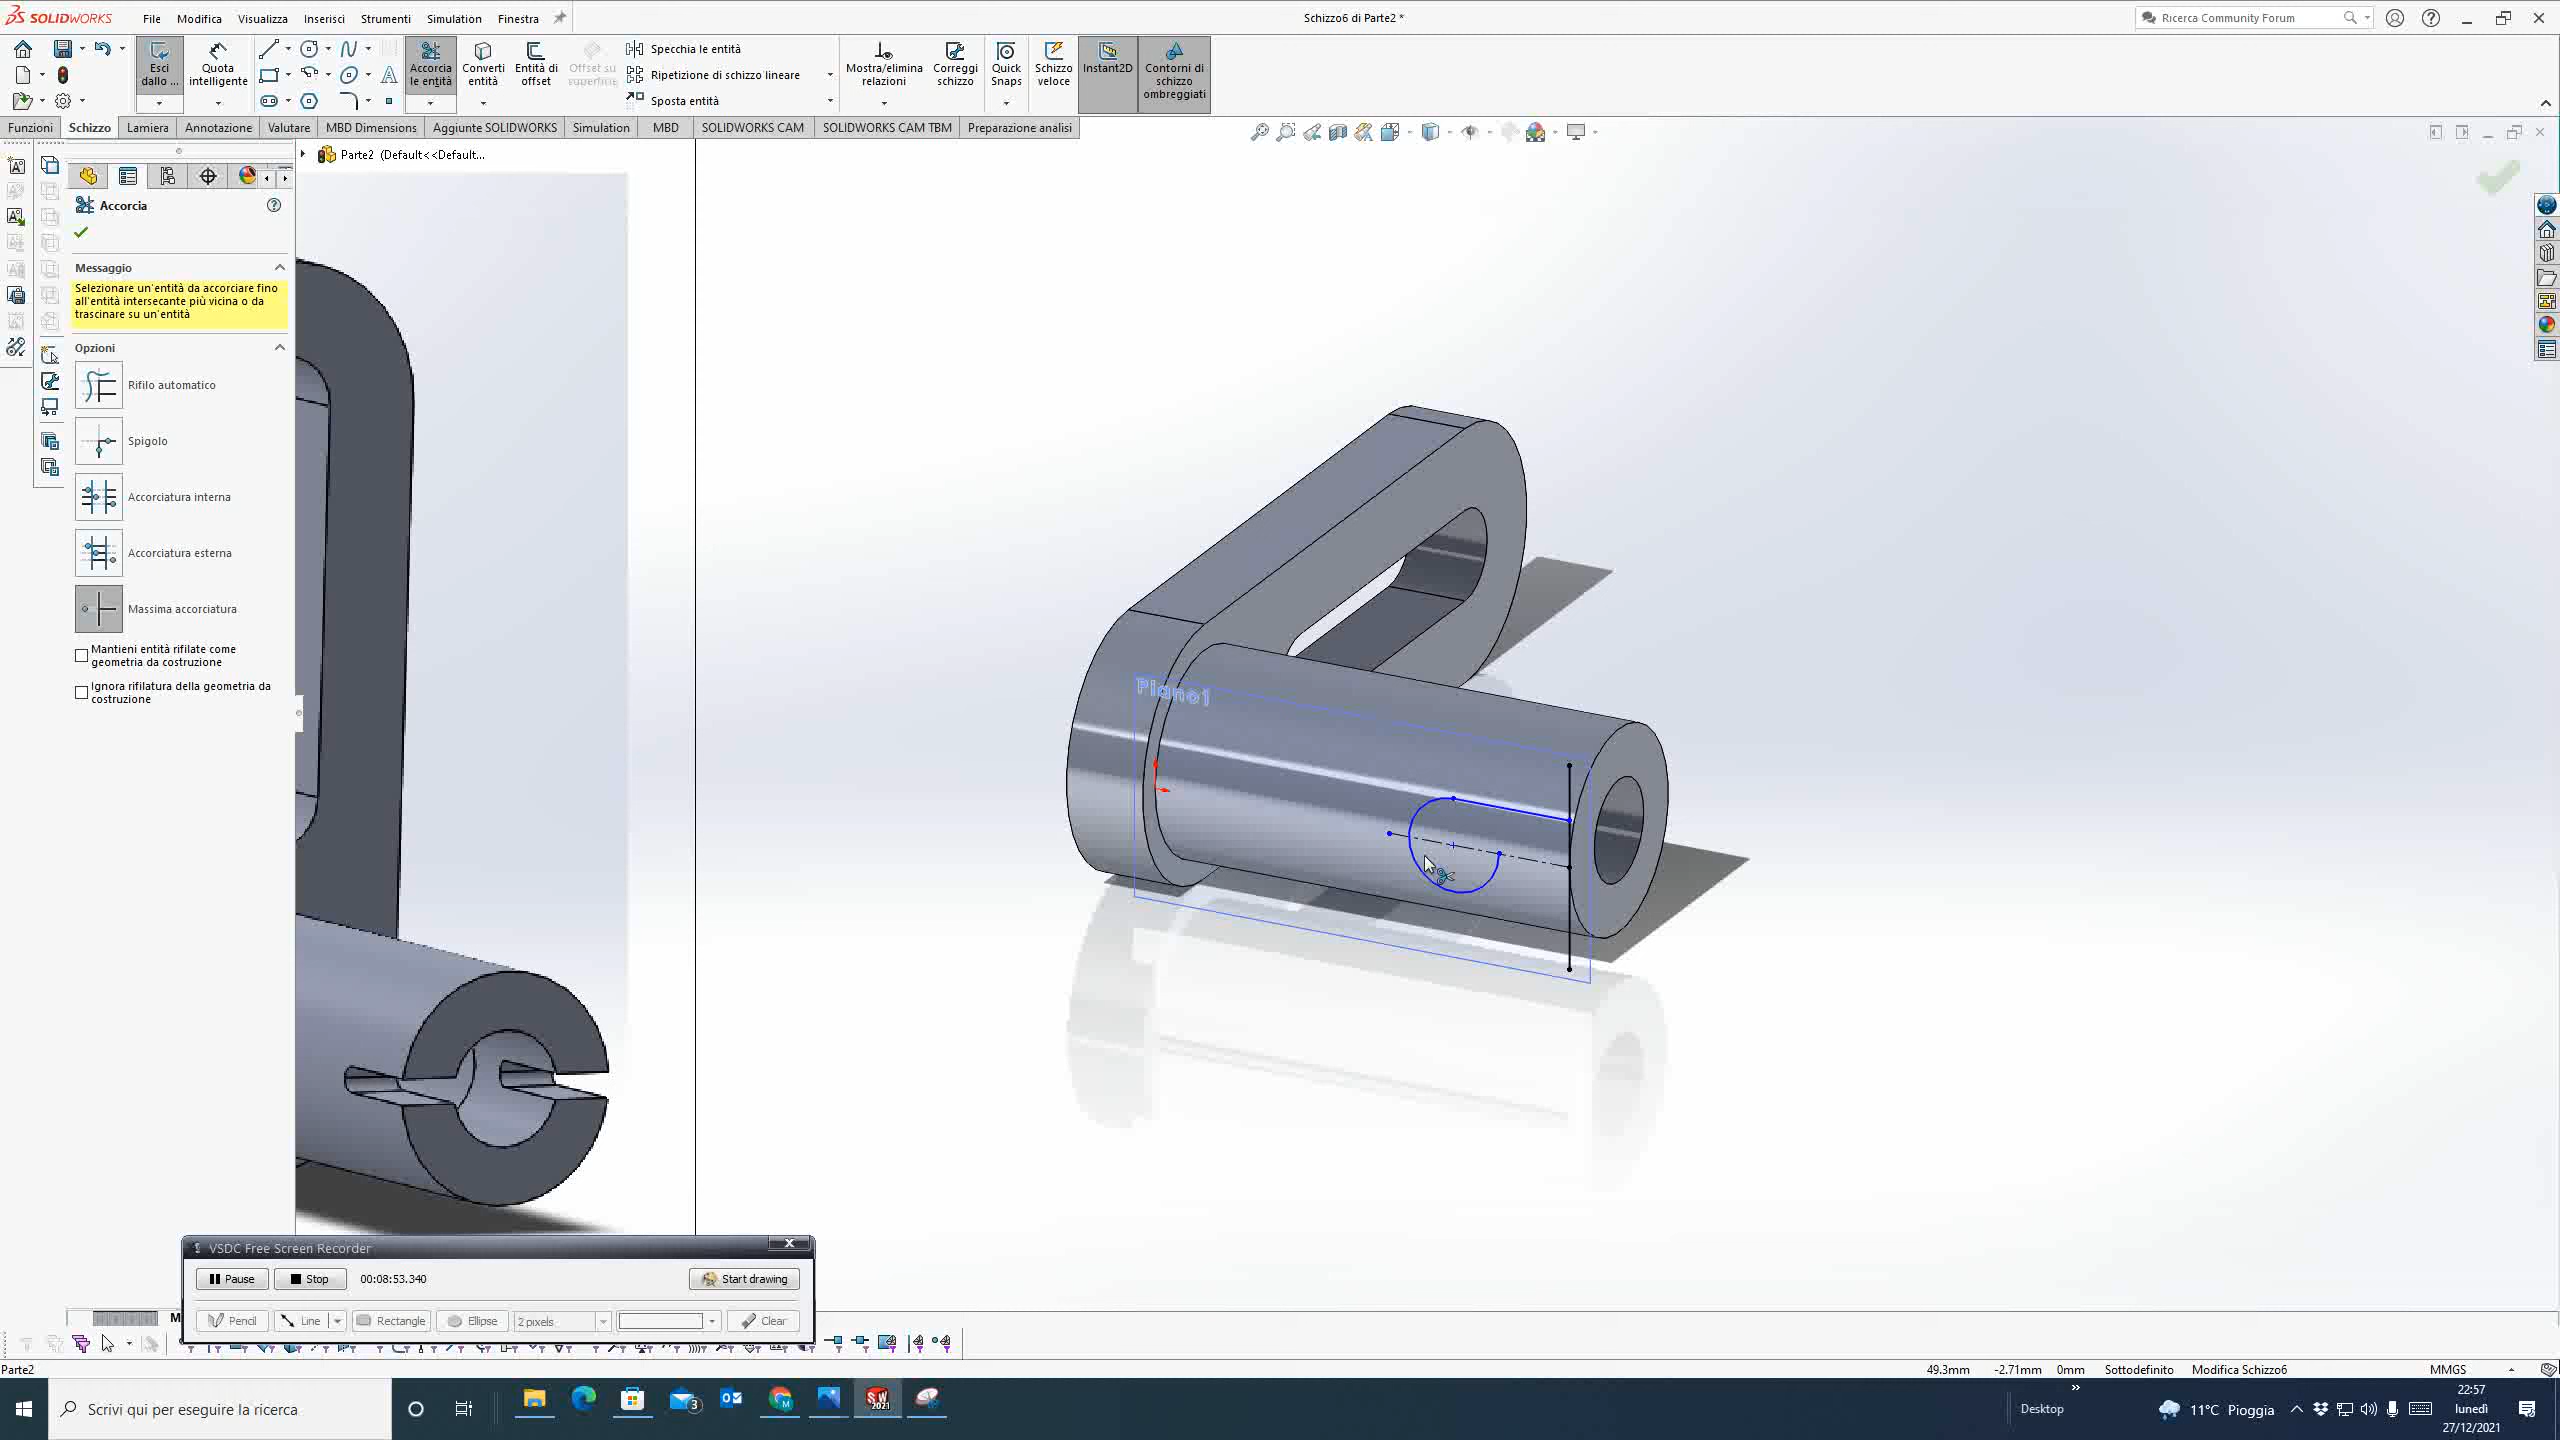 SOLIDWORKS File Modifica Visualizza Inserisci Strumenti Simulation Finestra
Schizzo6 di Parte2 *
Ricerca Community Forum
Esci
dallo ...
Quota
intelligente
Accorcia
le entità
Converti
entità
Entità di
offset
Offset su
superficie
Specchia le entità
Ripetizione di schizzo lineare
Sposta entità
Mostra/elimina
relazioni
Correggi
schizzo
Quick
Snaps
Schizzo
veloce
Instant2D
Contorni di
schizzo
ombreggiati
Funzioni Schizzo Lamiera Annotazione Valutare MBD Dimensions Aggiunte SOLIDWORKS Simulation MBD SOLIDWORKS CAM SOLIDWORKS CAM TBM Preparazione analisi
Parte2 (Default<<Default...
Accorcia
Messaggio
Selezionare un'entità da accorciare fino
all'entità intersecante più vicina o da
trascinare su un'entità
Opzioni
Rifilo automatico
Spigolo
Accorciatura interna
Accorciatura esterna
Massima accorciatura
Mantieni entità rifilate come
geometria da costruzione
Ignora rifilatura della geometria da
costruzione
Piano1
VSDC Free Screen Recorder
Pause Stop 00:08:53.340 Start drawing
Pencil Line Rectangle Ellipse 2 pixels Clear
M
Parte2
49.3mm -2.71mm 0mm Sottodefinito Modifica Schizzo6 MMGS
Scrivi qui per eseguire la ricerca
3
SW
2021
Desktop
11°C Pioggia
22:57
lunedì
27/12/2021